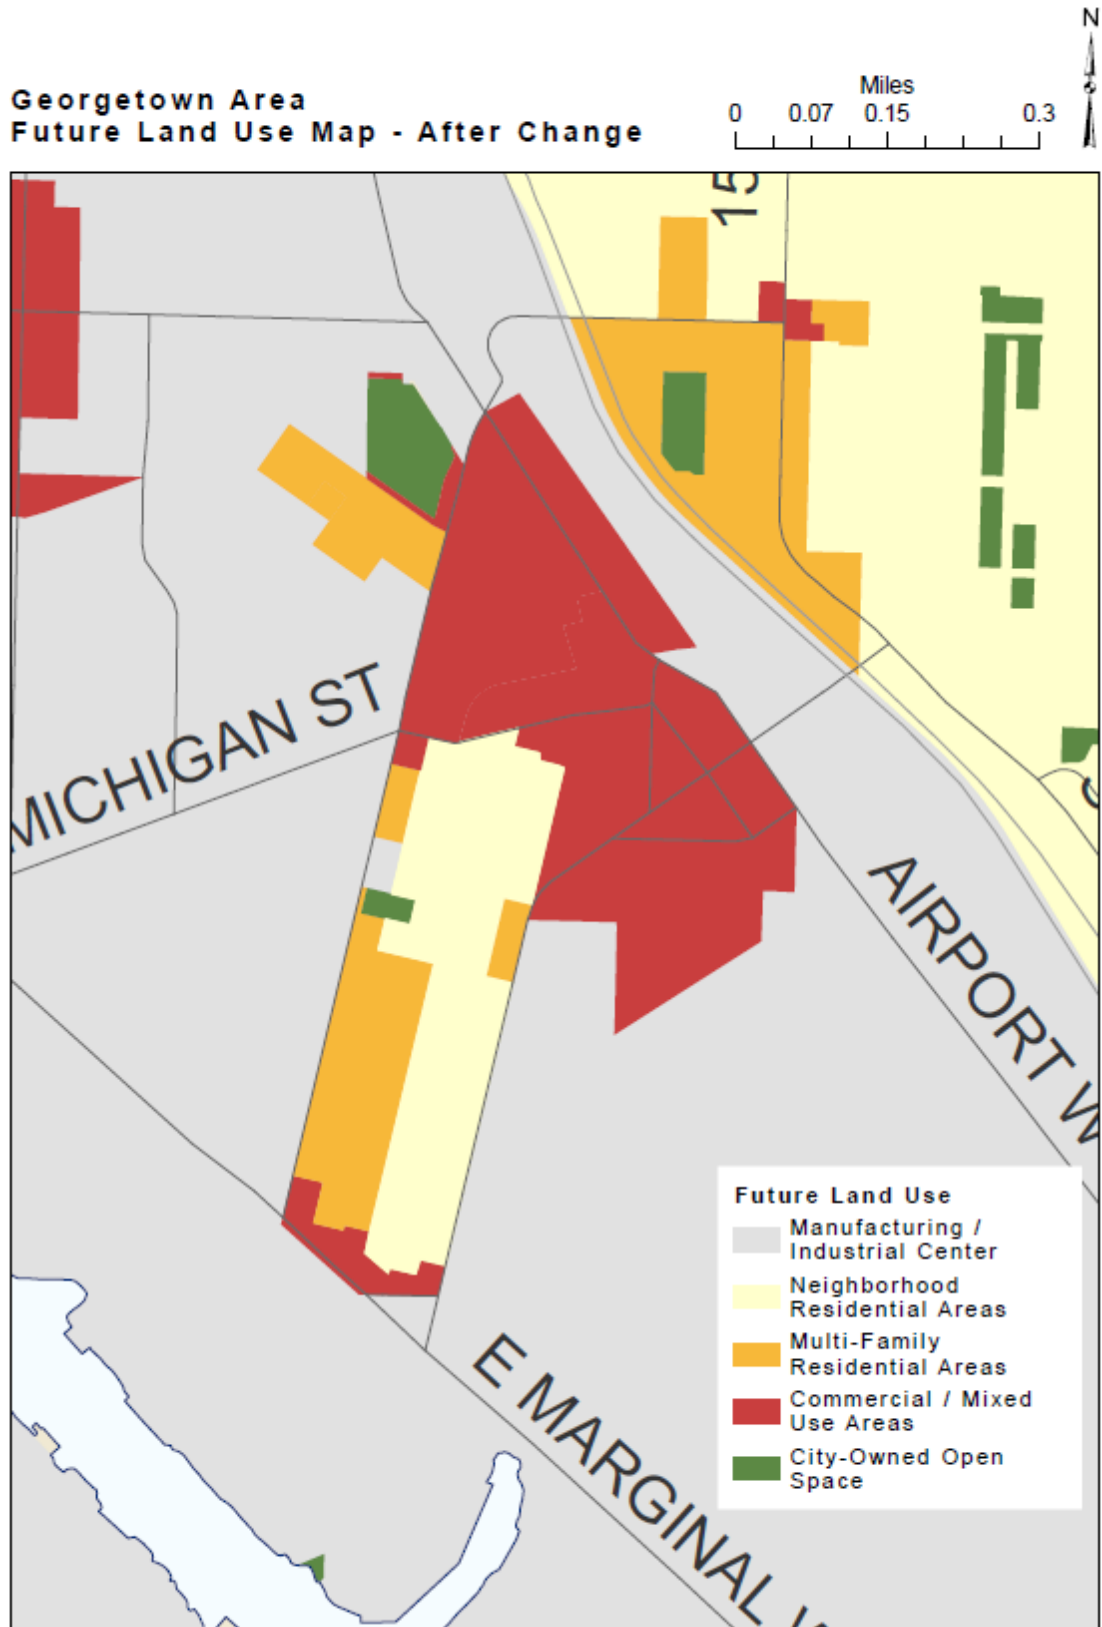 N
Georgetown Area
Future Land Use Map - After Change
Miles
0 0.07 0.15 0.3
15
MICHIGAN ST
AIRPORT W
E MARGINAL W
Future Land Use
Manufacturing /
Industrial Center
Neighborhood
Residential Areas
Multi-Family
Residential Areas
Commercial / Mixed
Use Areas
City-Owned Open
Space